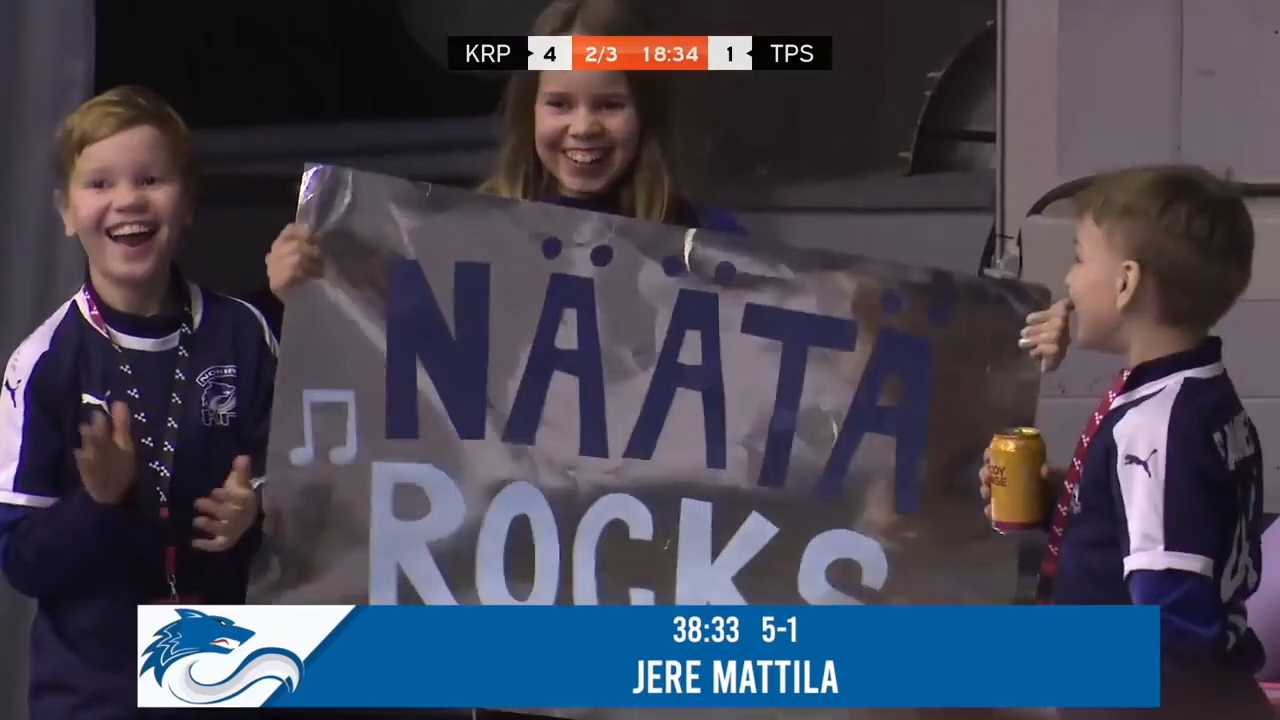 KRP 4 2/3 18:34 1 TPS
NÄÄTÄ
ROCKS
38:33 5-1
JERE MATTILA